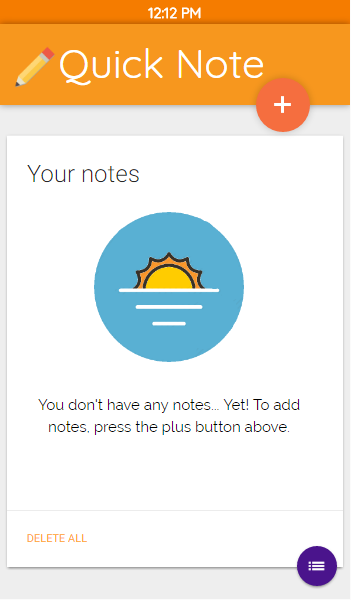 12:12 PM
Quick Note
Your notes
You don't have any notes... Yet! To add
notes, press the plus button above.
DELETE ALL